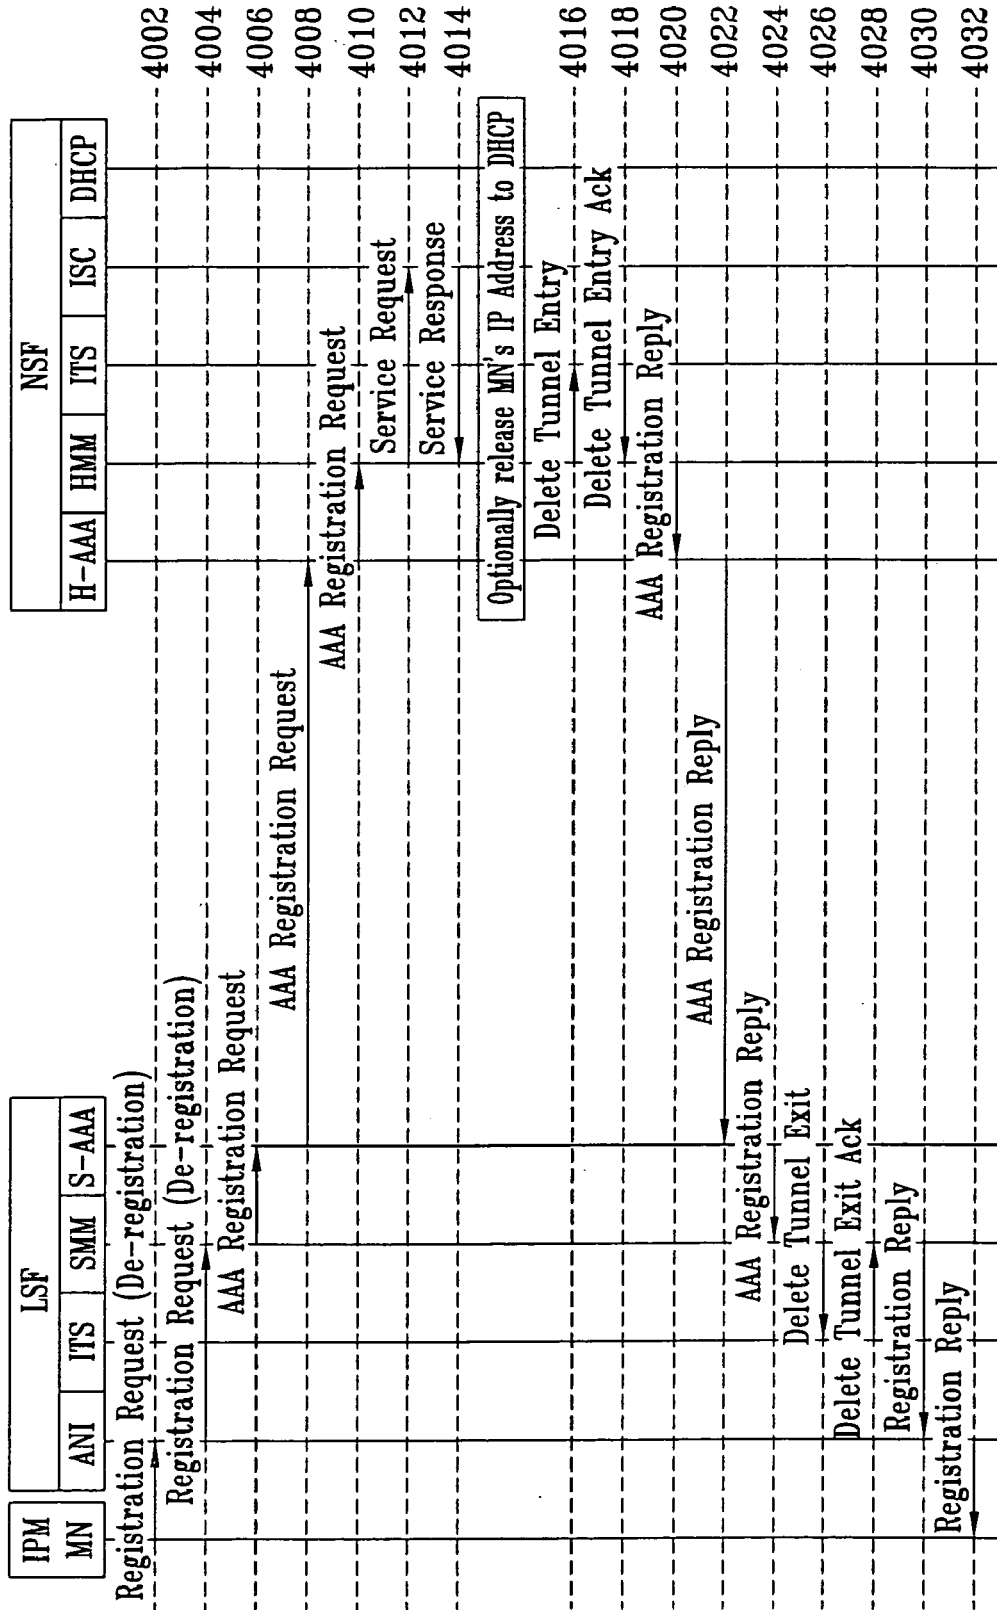 IPM
LSF
NSF
MN
ANI
ITS
SMM
S-AAA
H-AAA
HMM
ITS
ISC
DHCP
Registration Request (De-registration)
4002
Registration Request (De-registration)
4004
AAA Registration Request
4006
AAA Registration Request
4008
AAA Registration Request
4010
Service Request
4012
Service Response
4014
Optionally release MN's IP Address to DHCP
Delete Tunnel Entry
4016
Delete Tunnel Entry Ack
4018
AAA Registration Reply
4020
AAA Registration Reply
4022
AAA Registration Reply
4024
Delete Tunnel Exit
4026
Delete Tunnel Exit Ack
4028
Registration Reply
4030
Registration Reply
4032